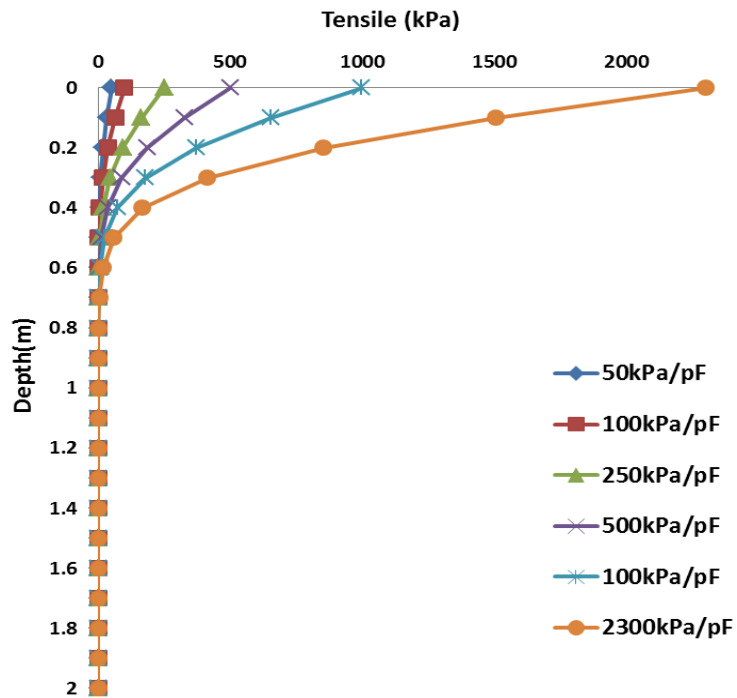 Tensile (kPa)
0 500 1000 1500 2000
0
0.2
0.4
0.6
0.8
1
1.2
1.4
1.6
1.8
2
Depth(m)
50kPa/pF
100kPa/pF
250kPa/pF
500kPa/pF
100kPa/pF
2300kPa/pF